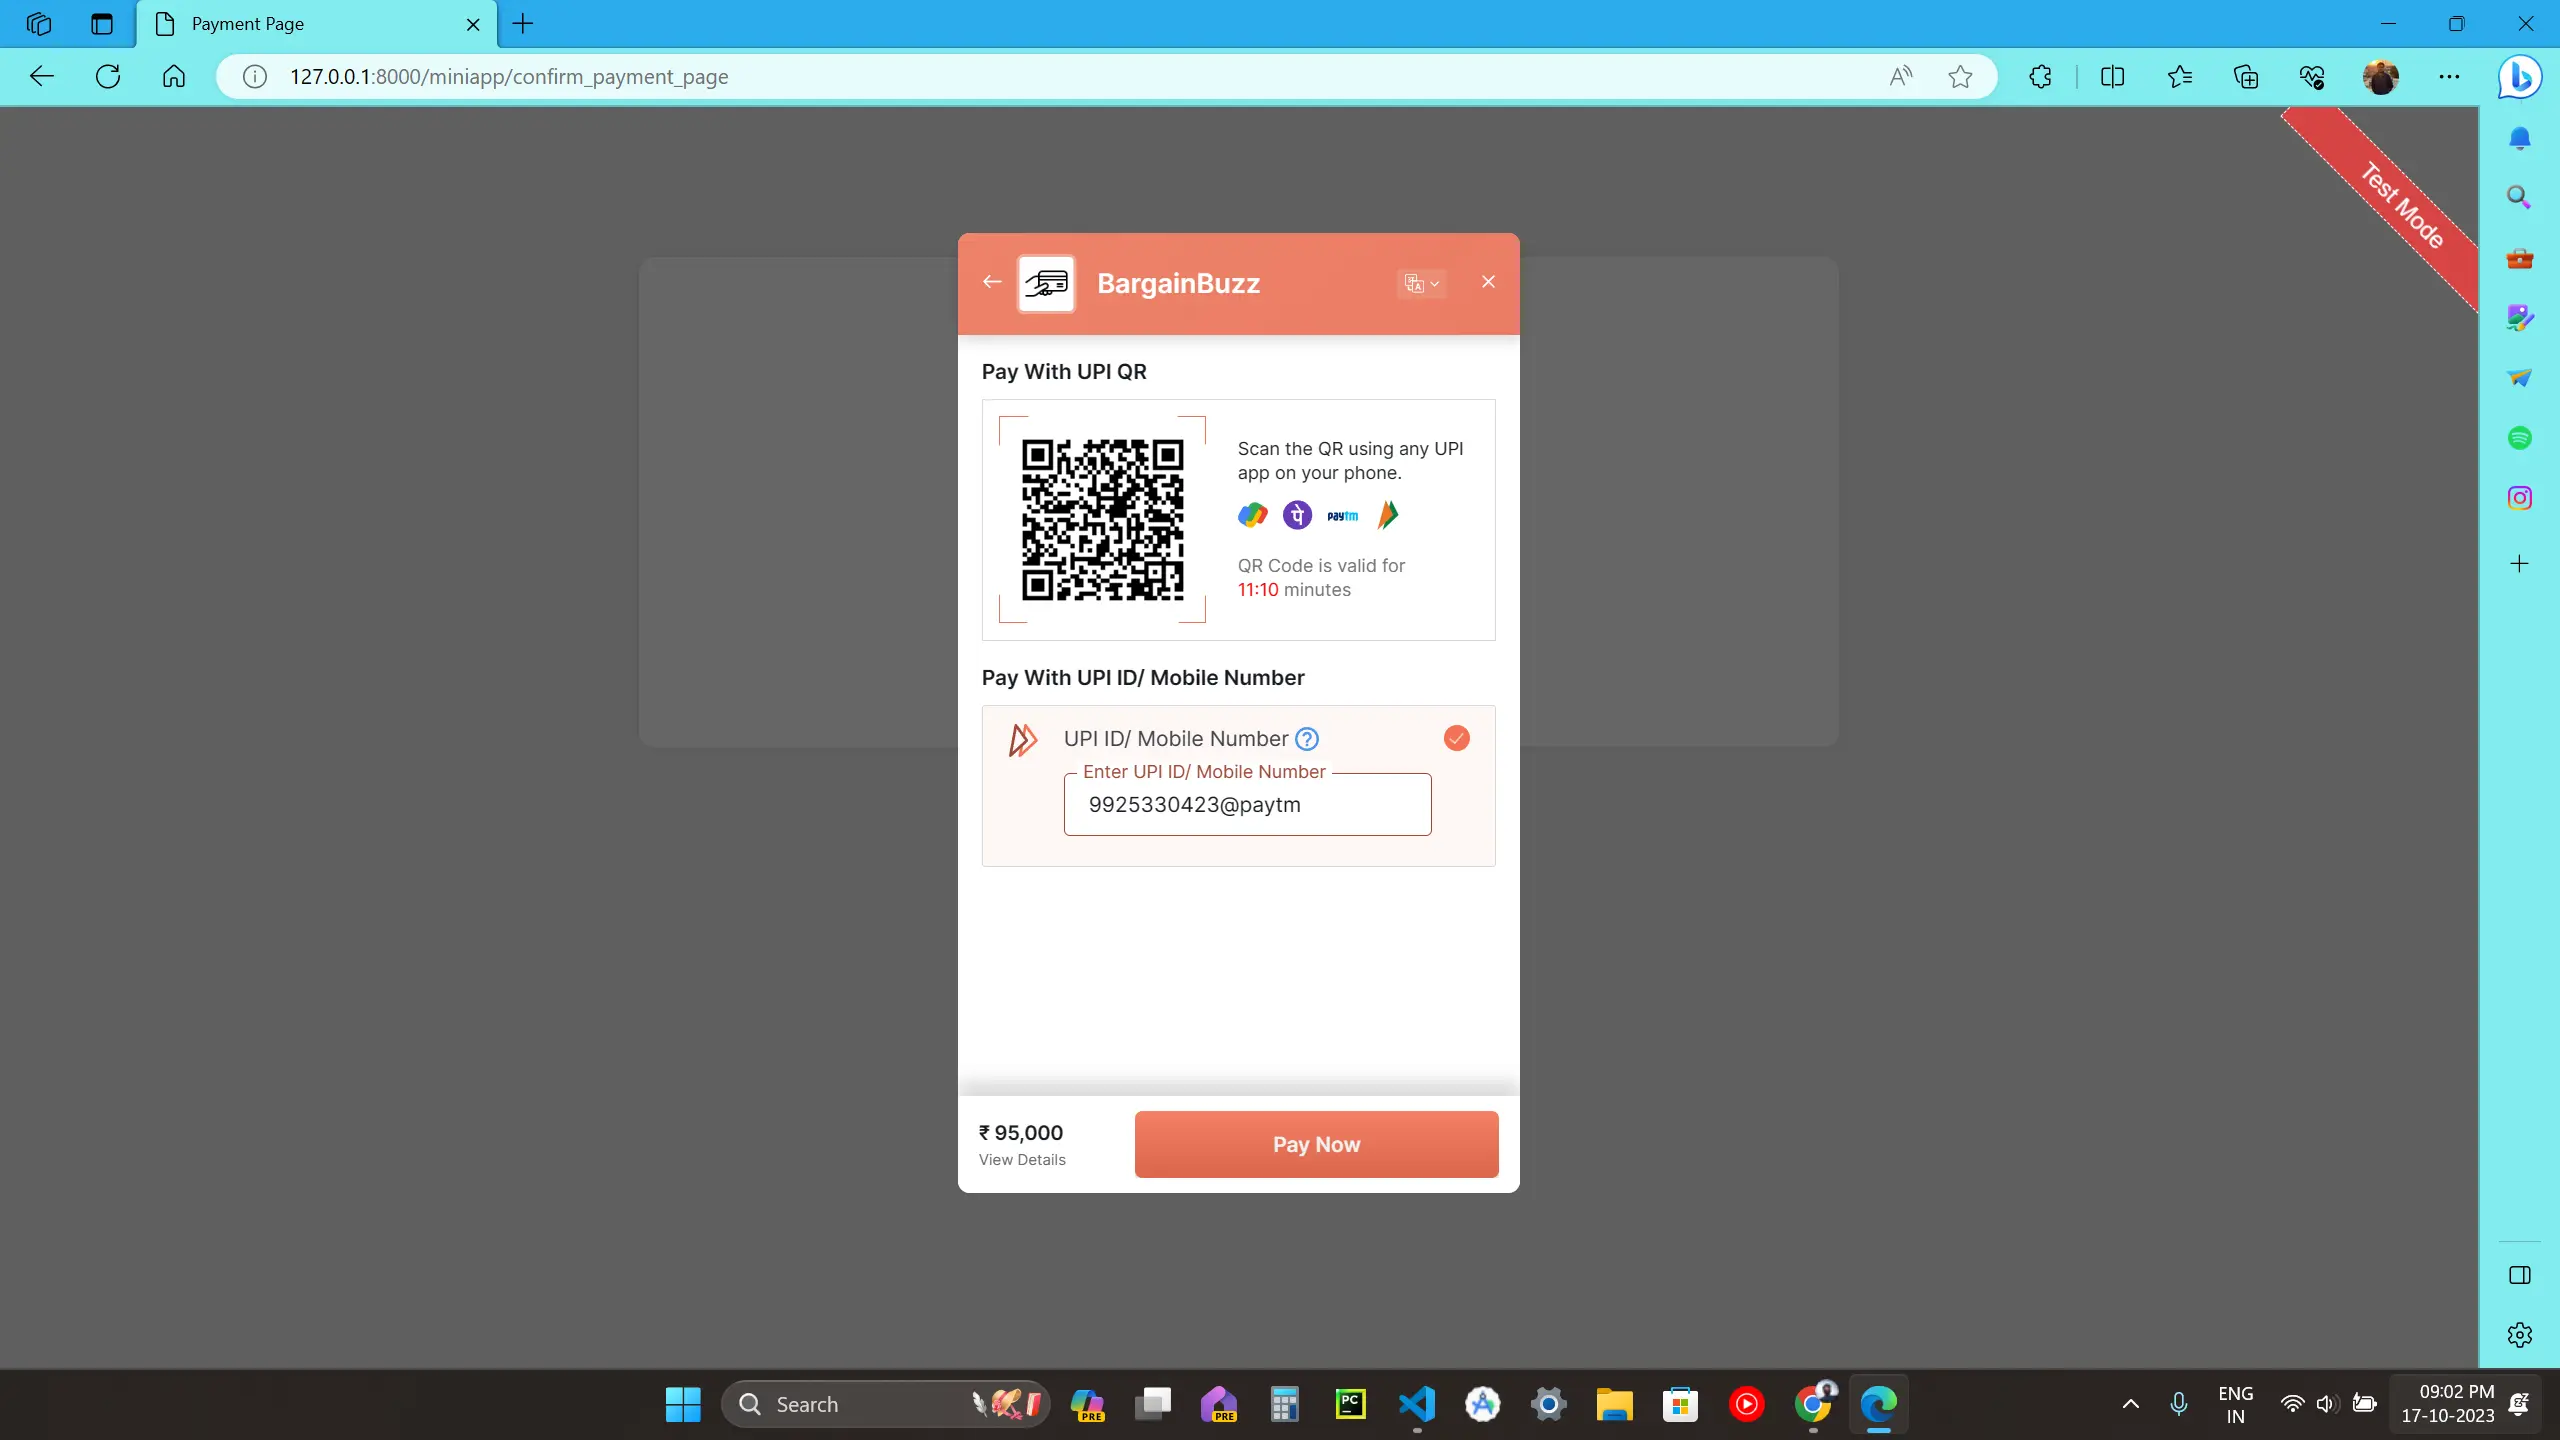 Payment Page
127.0.0.1:8000/miniapp/confirm_payment_page
Test Mode
BargainBuzz
Pay With UPI QR
Scan the QR using any UPI
app on your phone.
paytm
QR Code is valid for
11:10 minutes
Pay With UPI ID/ Mobile Number
UPI ID/ Mobile Number
Enter UPI ID/ Mobile Number
9925330423@paytm
₹ 95,000
View Details
Pay Now
Search
PRE
PRE
PC
ENG
IN
09:02 PM
17-10-2023